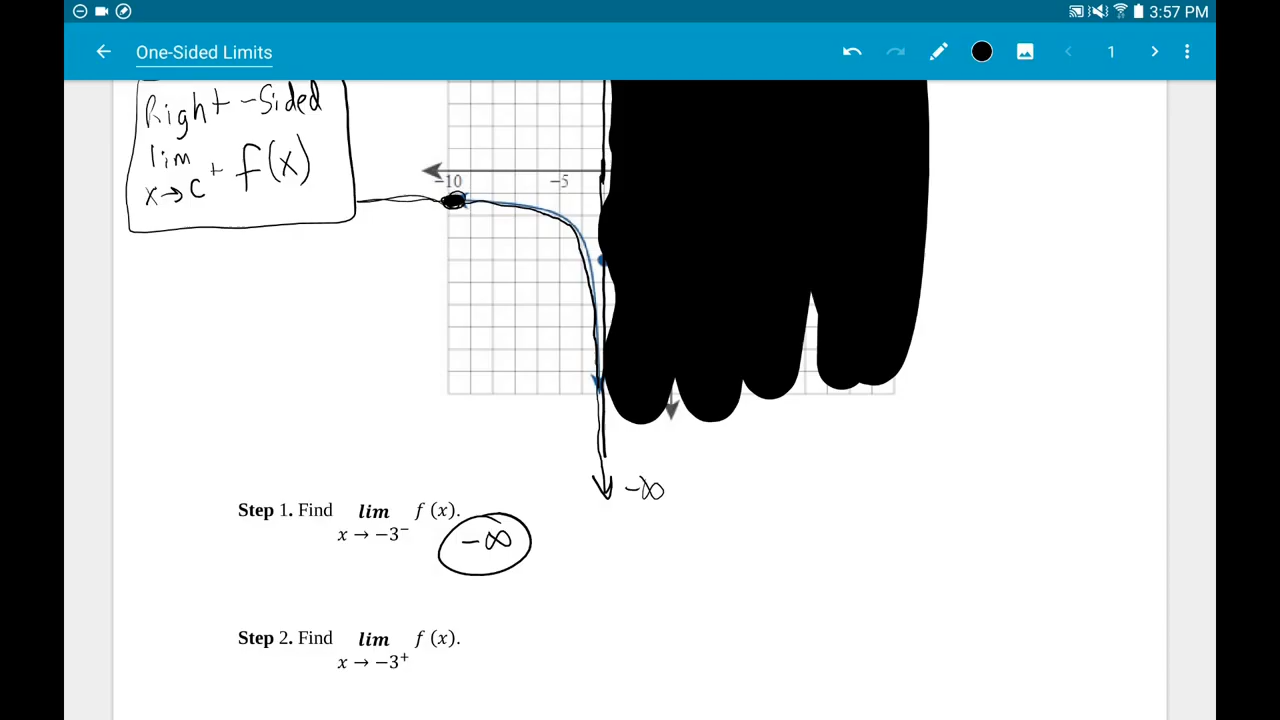 3:57 PM
One-Sided Limits
1
Right-Sided
lim f(x)
x→c⁺
−10 −5
-∞
Step 1. Find lim f (x).
x → −3⁻
-∞
Step 2. Find lim f (x).
x → −3⁺